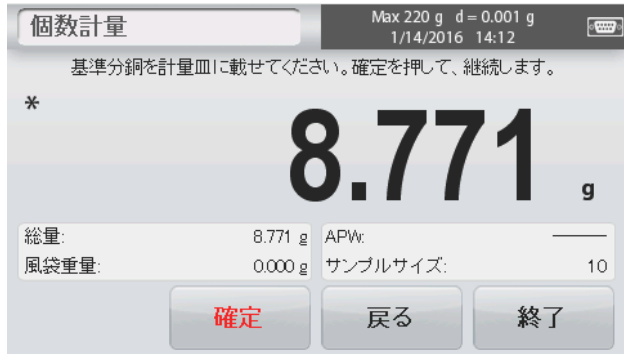 個数計量
Max 220 g d = 0.001 g
1/14/2016 14:12
基準分銅を計量皿に載せてください。確定を押して、継続します。
*
8.771 g
総量: 8.771 g APW: ———
風袋重量: 0.000 g サンプルサイズ: 10
確定 戻る 終了